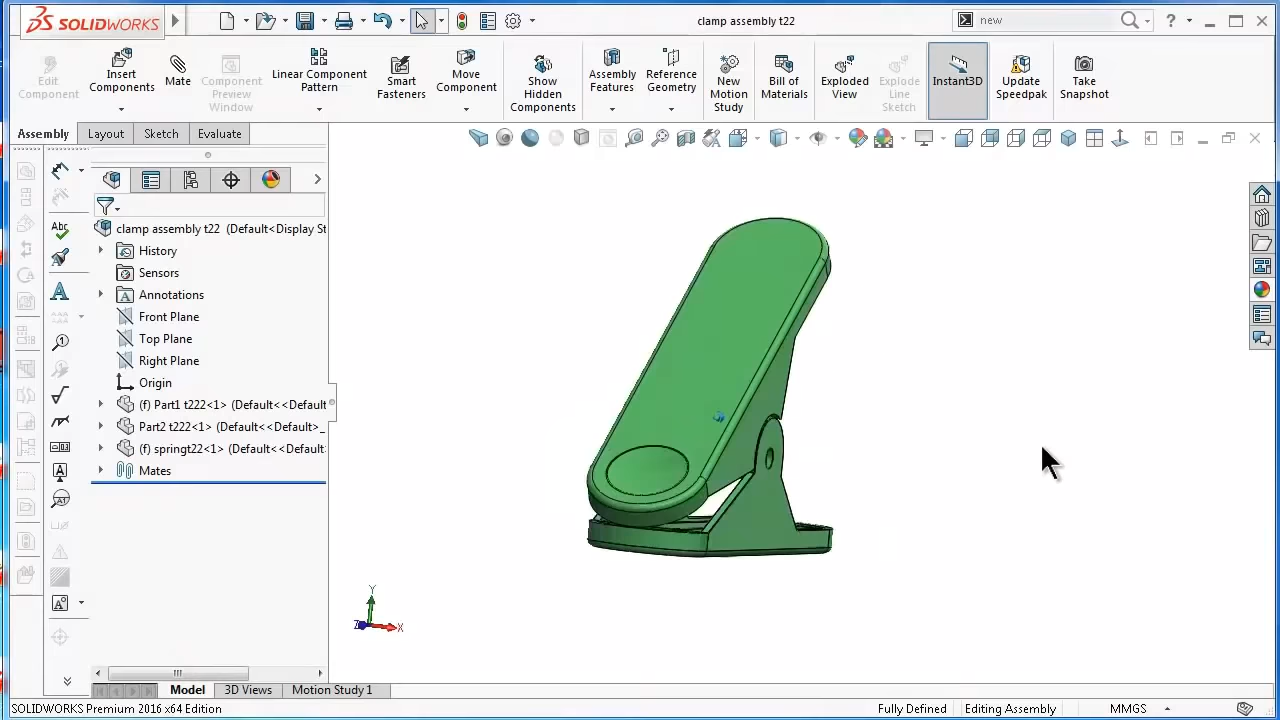 SOLIDWORKS
clamp assembly t22
new
Edit Component
Insert Components
Mate
Component Preview Window
Linear Component Pattern
Smart Fasteners
Move Component
Show Hidden Components
Assembly Features
Reference Geometry
New Motion Study
Bill of Materials
Exploded View
Explode Line Sketch
Instant3D
Update Speedpak
Take Snapshot
Assembly
Layout
Sketch
Evaluate
clamp assembly t22 (Default<Display St
History
Sensors
Annotations
Front Plane
Top Plane
Right Plane
Origin
(f) Part1 t222<1> (Default<<Default
Part2 t222<1> (Default<<Default>_
(f) springt22<1> (Default<<Default
Mates
Abc
Y
Z
X
Model
3D Views
Motion Study 1
SOLIDWORKS Premium 2016 x64 Edition
Fully Defined
Editing Assembly
MMGS